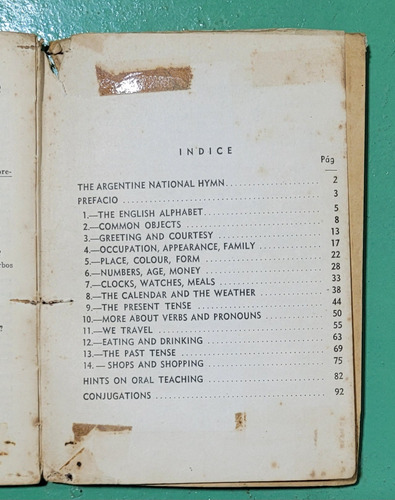 ore-
rbos
INDICE
Pág
THE ARGENTINE NATIONAL HYMN 2
PREFACIO 3
1.—THE ENGLISH ALPHABET 5
2.—COMMON OBJECTS 8
3.—GREETING AND COURTESY 13
4.—OCCUPATION, APPEARANCE, FAMILY 17
5.—PLACE, COLOUR, FORM 22
6.—NUMBERS, AGE, MONEY 28
7.—CLOCKS, WATCHES, MEALS 33
8.—THE CALENDAR AND THE WEATHER 38
9.—THE PRESENT TENSE 44
10.—MORE ABOUT VERBS AND PRONOUNS 50
11.—WE TRAVEL 55
12.—EATING AND DRINKING 63
13.—THE PAST TENSE 69
14.—SHOPS AND SHOPPING 75
HINTS ON ORAL TEACHING 82
CONJUGATIONS 92